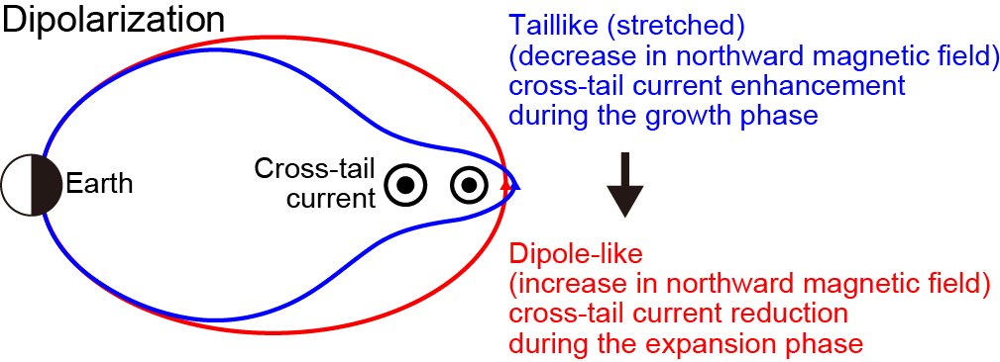 Dipolarization
Taillike (stretched)
(decrease in northward magnetic field)
cross-tail current enhancement
during the growth phase
Earth
Cross-tail
current
Dipole-like
(increase in northward magnetic field)
cross-tail current reduction
during the expansion phase